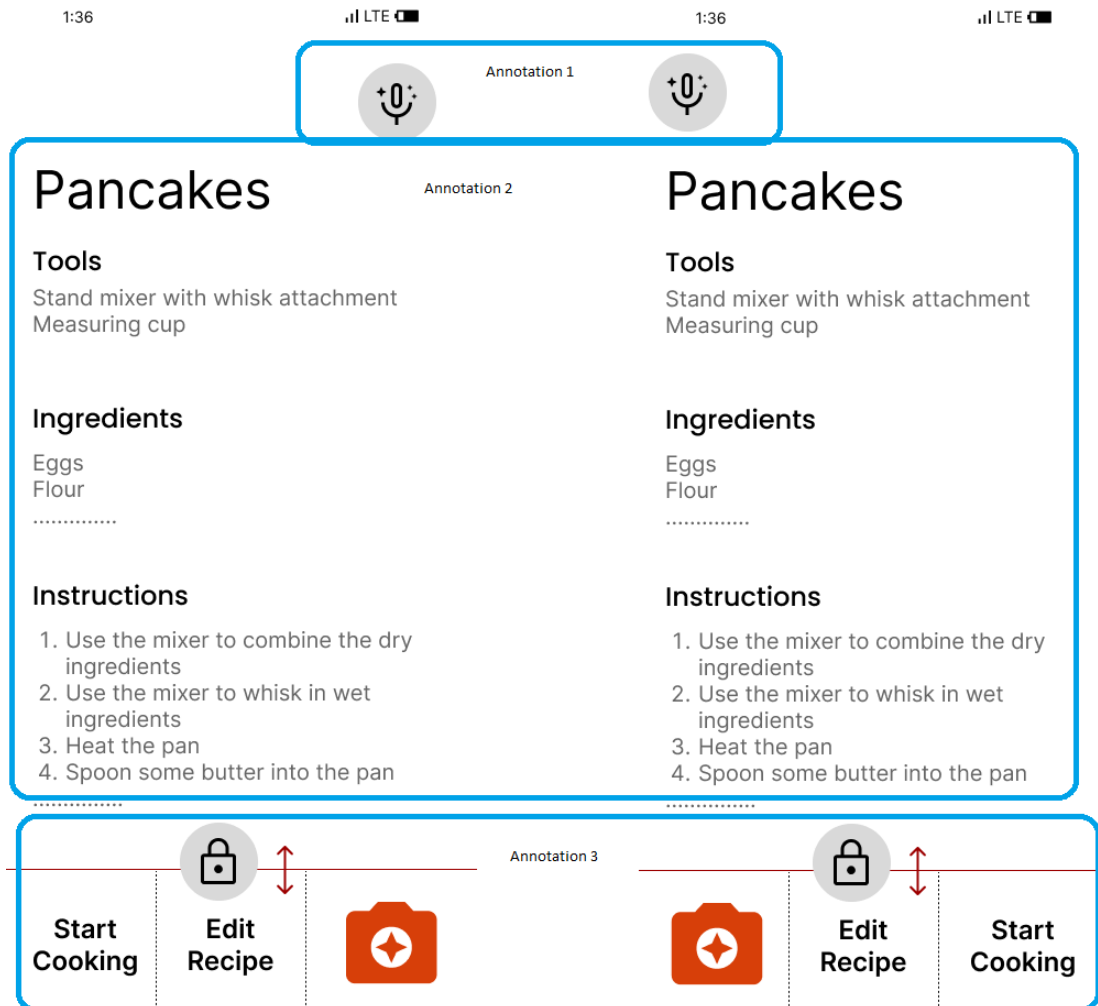 1:36
LTE
1:36
LTE
Annotation 1
Annotation 2
Pancakes
Tools
Stand mixer with whisk attachment
Measuring cup
Ingredients
Eggs
Flour
..............
Instructions
1. Use the mixer to combine the dry
ingredients
2. Use the mixer to whisk in wet
ingredients
3. Heat the pan
4. Spoon some butter into the pan
...............
Pancakes
Tools
Stand mixer with whisk attachment
Measuring cup
Ingredients
Eggs
Flour
..............
Instructions
1. Use the mixer to combine the dry
ingredients
2. Use the mixer to whisk in wet
ingredients
3. Heat the pan
4. Spoon some butter into the pan
...............
Annotation 3
Start
Cooking
Edit
Recipe
Edit
Recipe
Start
Cooking